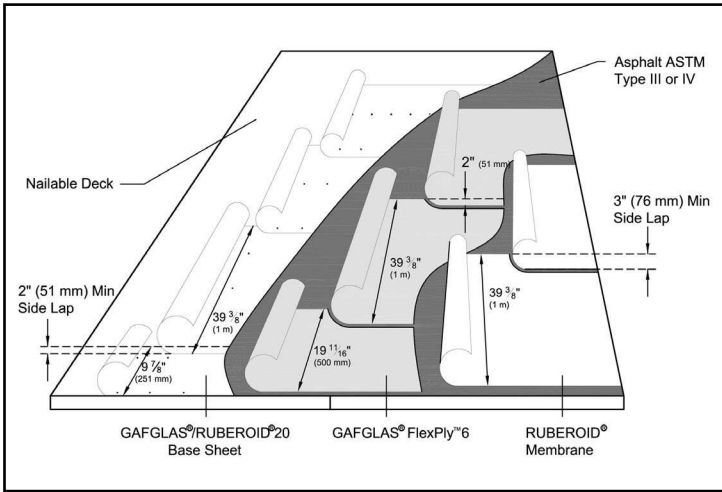 Asphalt ASTM
Type III or IV
2" (51 mm)
Nailable Deck
3" (76 mm) Min
Side Lap
39 ⅜"
(1 m)
39 ⅜"
(1 m)
2" (51 mm) Min
Side Lap
39 ⅜"
(1 m)
19 11/16"
(500 mm)
9 ⅞"
(251 mm)
GAFGLAS®/RUBEROID®20
Base Sheet
GAFGLAS® FlexPly™6
RUBEROID®
Membrane